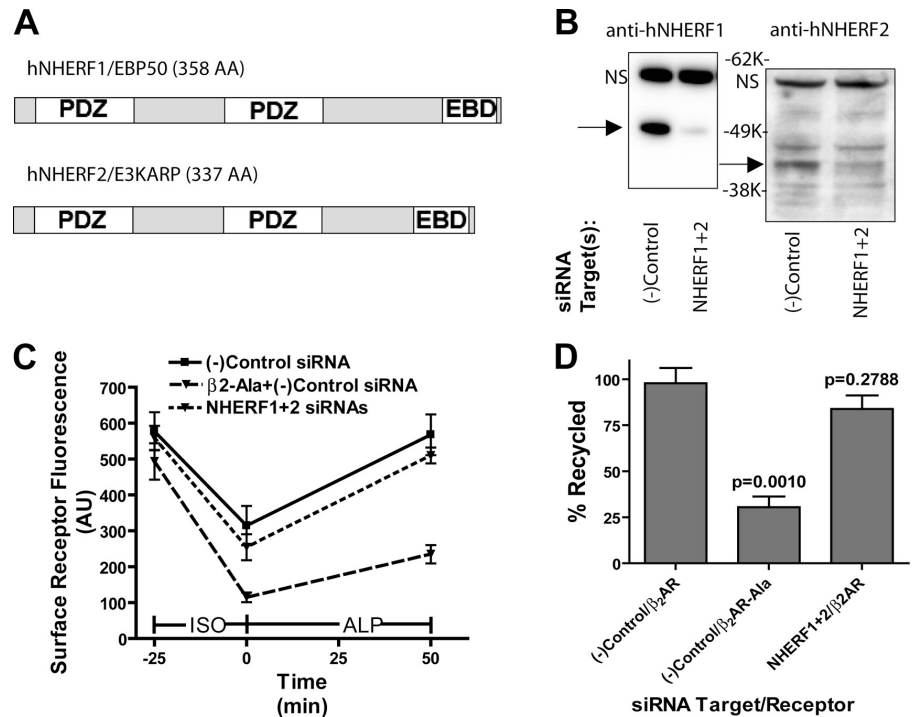 A
hNHERF1/EBP50 (358 AA)
PDZ PDZ EBD
hNHERF2/E3KARP (337 AA)
PDZ PDZ EBD
B
anti-hNHERF1 anti-hNHERF2
-62K-
NS NS
-49K-
-38K-
siRNA
Target(s):
(-)Control
NHERF1+2
(-)Control
NHERF1+2
C
(-)Control siRNA
β2-Ala+(-)Control siRNA
NHERF1+2 siRNAs
Surface Receptor Fluorescence
(AU)
700
600
500
400
300
200
100
0
ISO ALP
-25 0 25 50
Time
(min)
D
% Recycled
100
75
50
25
0
p=0.0010
p=0.2788
(-)Control/β₂AR
(-)Control/β₂AR-Ala
NHERF1+2/β2AR
siRNA Target/Receptor